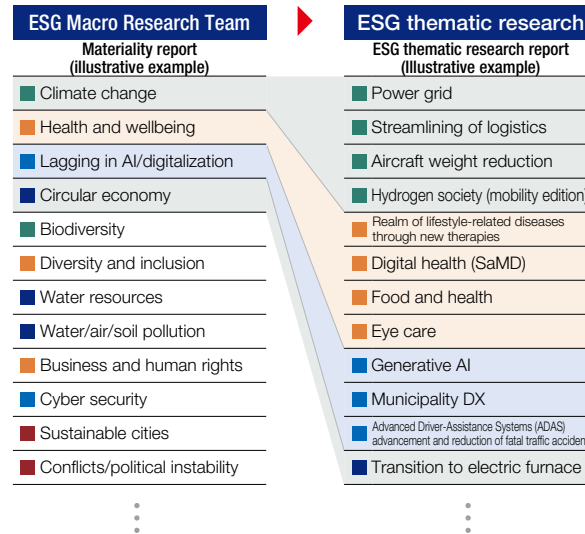 ESG Macro Research Team
Materiality report
(illustrative example)
Climate change
Health and wellbeing
Lagging in AI/digitalization
Circular economy
Biodiversity
Diversity and inclusion
Water resources
Water/air/soil pollution
Business and human rights
Cyber security
Sustainable cities
Conflicts/political instability
ESG thematic research
ESG thematic research report
(Illustrative example)
Power grid
Streamlining of logistics
Aircraft weight reduction
Hydrogen society (mobility edition)
Realm of lifestyle-related diseases
through new therapies
Digital health (SaMD)
Food and health
Eye care
Generative AI
Municipality DX
Advanced Driver-Assistance Systems (ADAS)
advancement and reduction of fatal traffic acciden
Transition to electric furnace